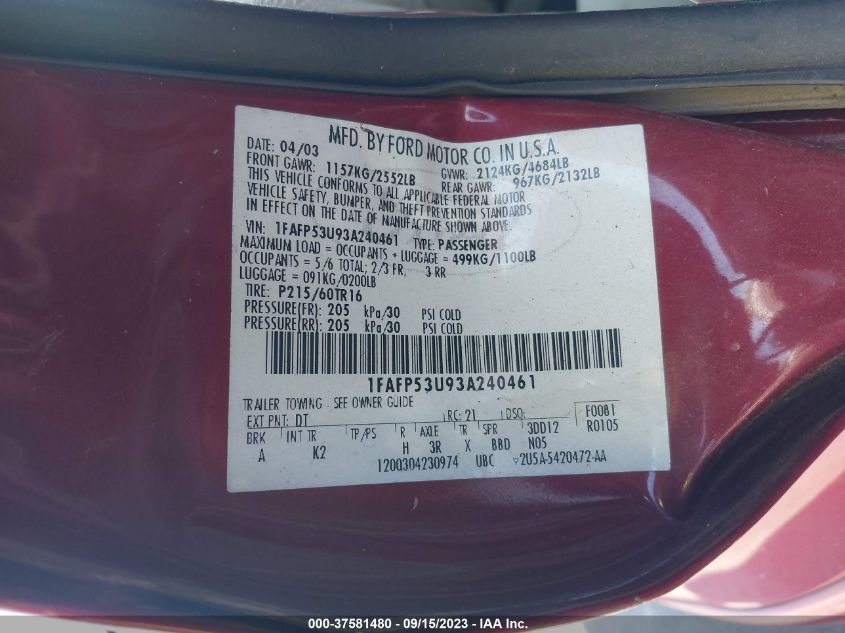 MFD. BY FORD MOTOR CO. IN U.S.A.
DATE: 04/03 GVWR: 2124KG/4684LB
FRONT GAWR: 1157KG/2552LB REAR GAWR: 967KG/2132LB
THIS VEHICLE CONFORMS TO ALL APPLICABLE FEDERAL MOTOR
VEHICLE SAFETY, BUMPER, AND THEFT PREVENTION STANDARDS
IN EFFECT ON THE DATE OF MANUFACTURE SHOWN ABOVE.
VIN: 1FAFP53U93A240461 TYPE: PASSENGER
MAXIMUM LOAD = OCCUPANTS + LUGGAGE = 499KG/1100LB
OCCUPANTS = 5/6 TOTAL; 2/3 FR, 3 RR
LUGGAGE = 091KG/0200LB
TIRE: P215/60TR16
PRESSURE(FR): 205 kPa/30 PSI COLD
PRESSURE(RR): 205 kPa/30 PSI COLD
1FAFP53U93A240461
TRAILER TOWING - SEE OWNER GUIDE
EXT PNT: DT RC: 21 DSO: F0081
BRK INT TR TP/PS R AXLE TR SPR 3DD12 R0105
A K2 H 3R X BBD N05
1200304230974 UBC ▽2U5A-5420472-AA
000-37581480 - 09/15/2023 - IAA Inc.